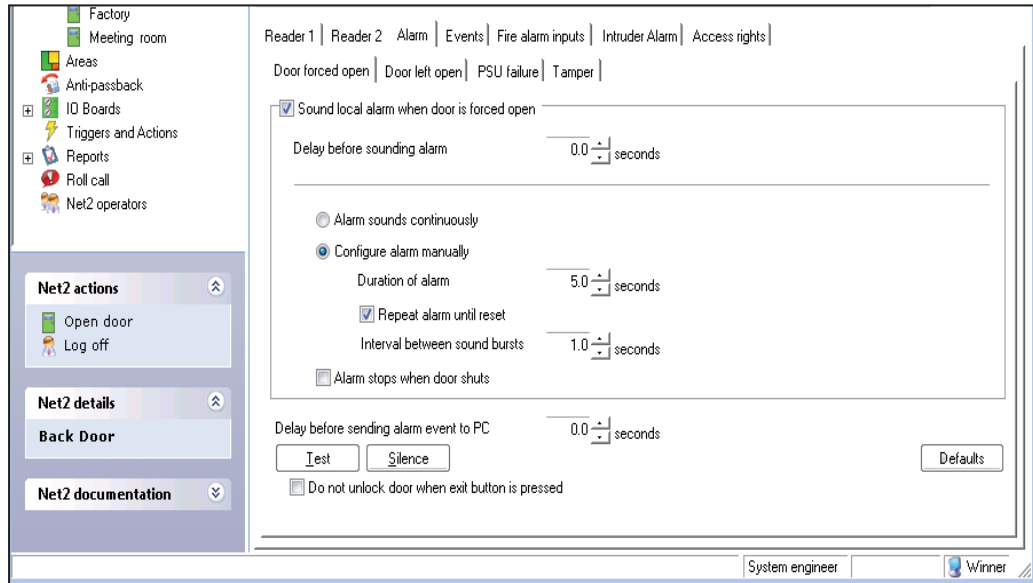 Factory
Meeting room
Areas
Anti-passback
IO Boards
Triggers and Actions
Reports
Roll call
Net2 operators
Net2 actions
Open door
Log off
Net2 details
Back Door
Net2 documentation
Reader 1 Reader 2 Alarm Events Fire alarm inputs Intruder Alarm Access rights
Door forced open Door left open PSU failure Tamper
Sound local alarm when door is forced open
Delay before sounding alarm 0.0 seconds
Alarm sounds continuously
Configure alarm manually
Duration of alarm 5.0 seconds
Repeat alarm until reset
Interval between sound bursts 1.0 seconds
Alarm stops when door shuts
Delay before sending alarm event to PC 0.0 seconds
Test Silence Defaults
Do not unlock door when exit button is pressed
System engineer Winner